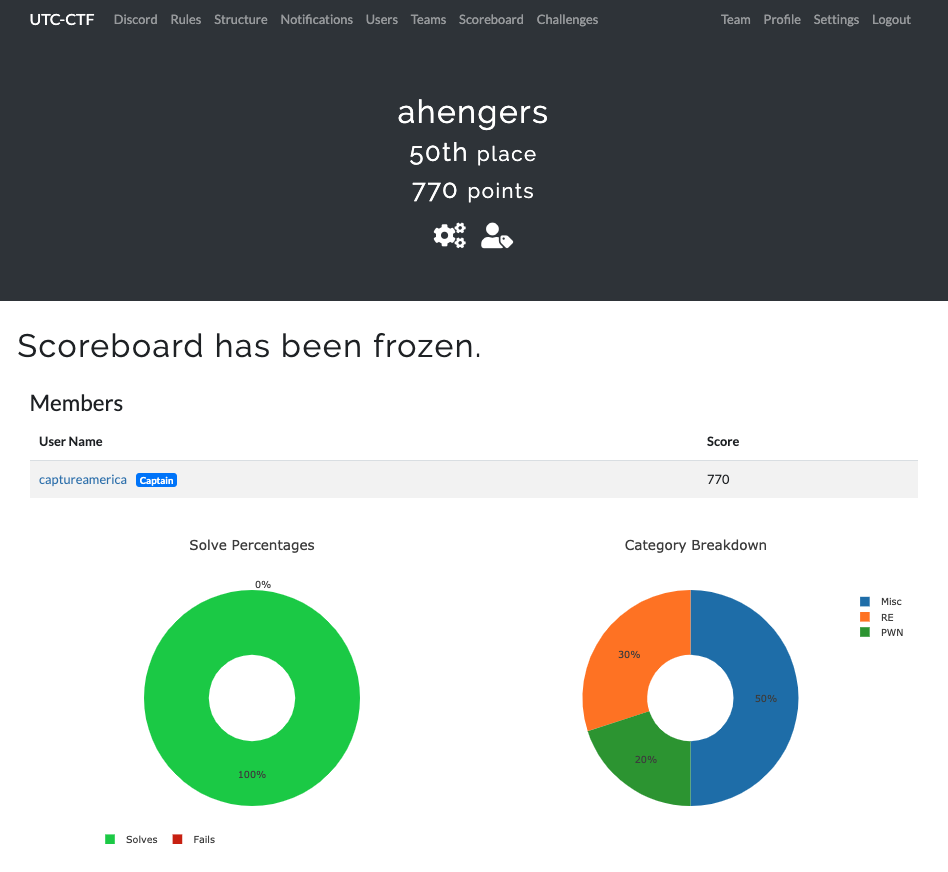 UTC-CTF Discord Rules Structure Notifications Users Teams Scoreboard Challenges Team Profile Settings Logout
ahengers
50th place
770 points
Scoreboard has been frozen.
Members
User Name Score
captureamerica Captain 770
Solve Percentages
0%
100%
Solves Fails
Category Breakdown
Misc
RE
PWN
30%
50%
20%